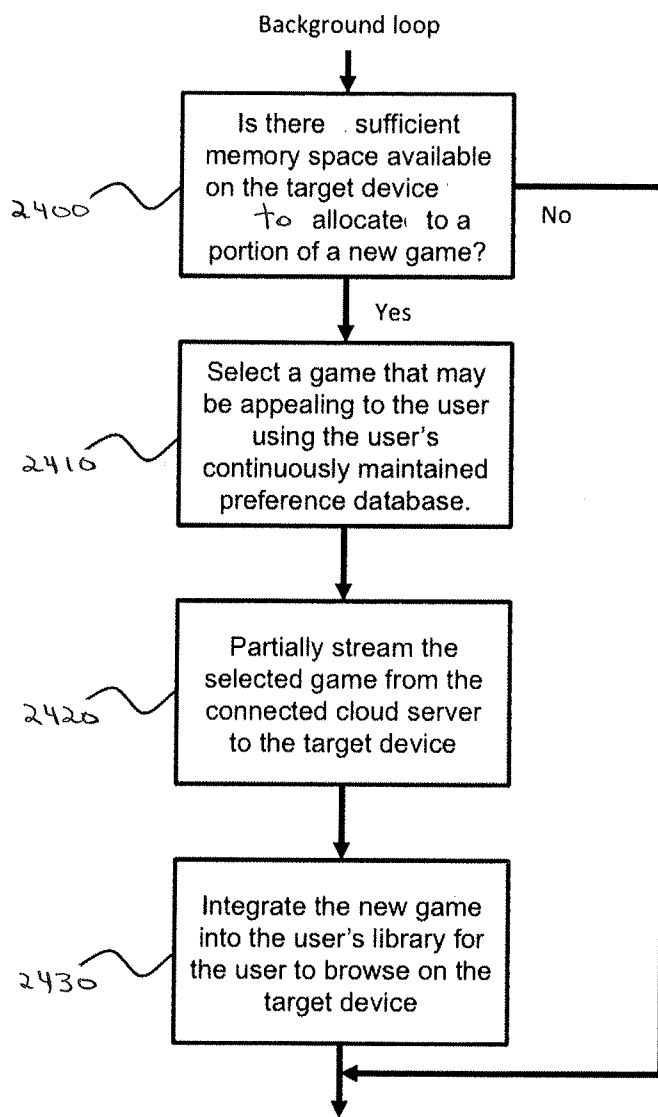 Background loop
Is there sufficient
memory space available
on the target device
to allocated to a
portion of a new game?
2400
No
Yes
Select a game that may
be appealing to the user
using the user's
continuously maintained
preference database.
2410
Partially stream the
selected game from the
connected cloud server
to the target device
2420
Integrate the new game
into the user's library for
the user to browse on the
target device
2430